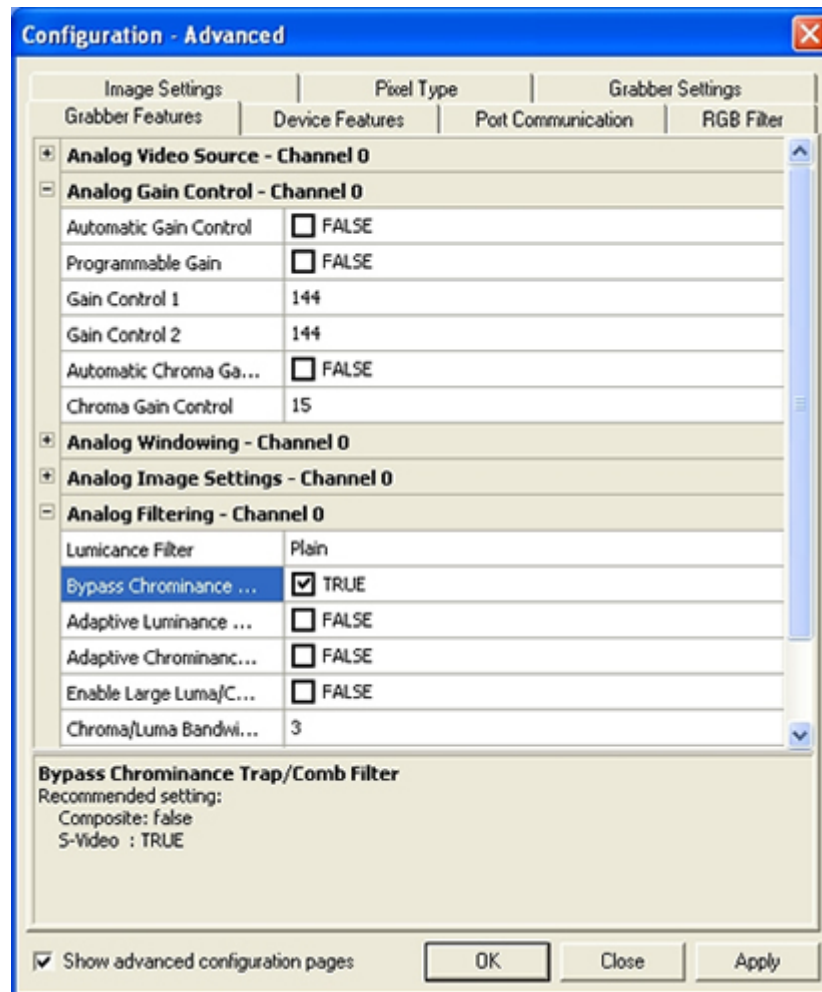 Configuration - Advanced
Image Settings Pixel Type Grabber Settings
Grabber Features Device Features Port Communication RGB Filter
Analog Video Source - Channel 0
Analog Gain Control - Channel 0
Automatic Gain Control FALSE
Programmable Gain FALSE
Gain Control 1 144
Gain Control 2 144
Automatic Chroma Ga... FALSE
Chroma Gain Control 15
Analog Windowing - Channel 0
Analog Image Settings - Channel 0
Analog Filtering - Channel 0
Lumicance Filter Plain
Bypass Chrominance ... TRUE
Adaptive Luminance ... FALSE
Adaptive Chrominanc... FALSE
Enable Large Luma/C... FALSE
Chroma/Luma Bandwi... 3
Bypass Chrominance Trap/Comb Filter
Recommended setting:
Composite: false
S-Video : TRUE
Show advanced configuration pages OK Close Apply